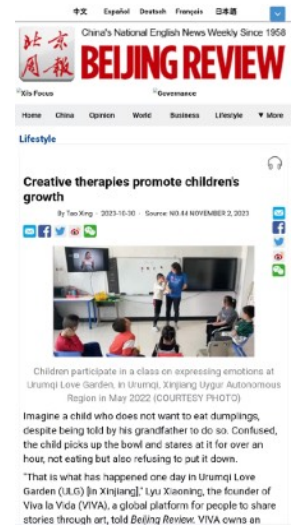 中文 Español Deutsch Français 日本語
China's National English News Weekly Since 1958
北京
周报
BEIJING REVIEW
Xi's Focus Governance
Home China Opinion World Business Lifestyle ▼ More
Lifestyle
Creative therapies promote children's
growth
By Tao Xing · 2023-10-30 · Source: NO.44 NOVEMBER 2, 2023
Children participate in a class on expressing emotions at
Urumqi Love Garden, in Urumqi, Xinjiang Uygur Autonomous
Region in May 2022 (COURTESY PHOTO)
Imagine a child who does not want to eat dumplings,
despite being told by his grandfather to do so. Confused,
the child picks up the bowl and stares at it for over an
hour, not eating but also refusing to put it down.
"That is what has happened one day in Urumqi Love
Garden (ULG) [in Xinjiang]," Lyu Xiaoning, the founder of
Viva la Vida (VIVA), a global platform for people to share
stories through art, told Beijing Review. VIVA owns an